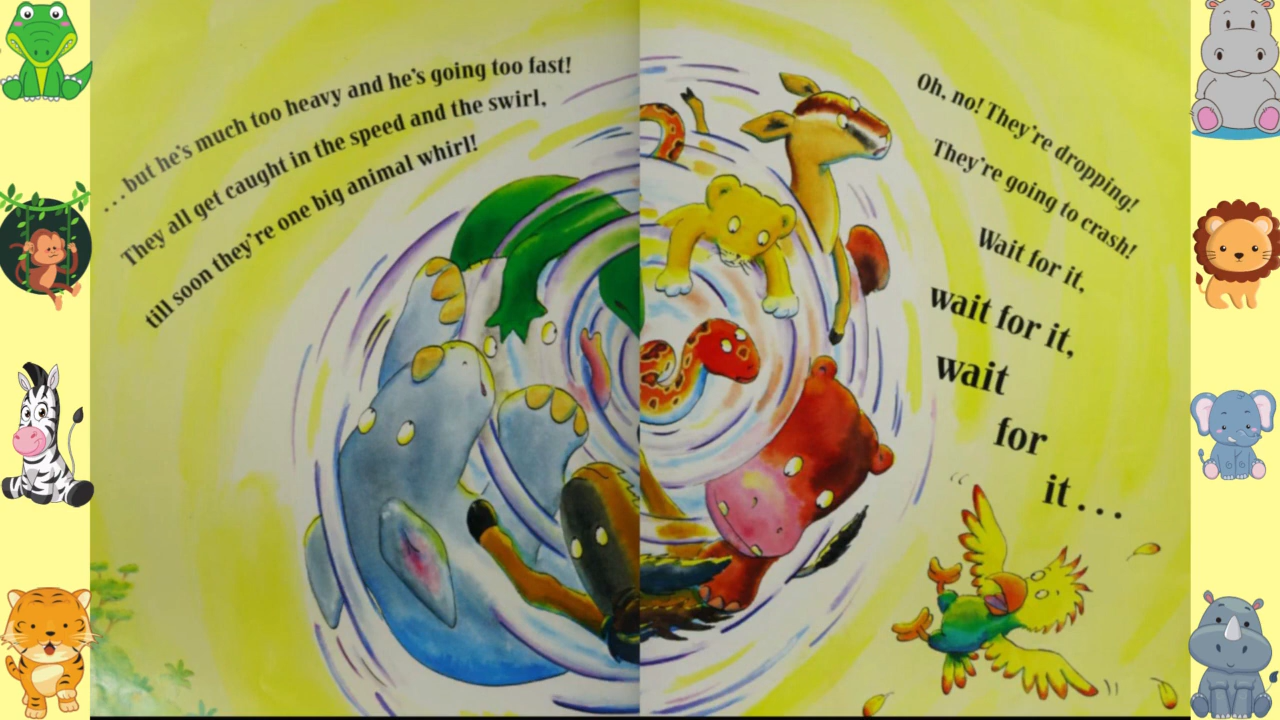 ...but he's much too heavy and he's going too fast!
They all get caught in the speed and the swirl,
till soon they're one big animal whirl!
Oh, no! They're dropping!
They're going to crash!
Wait for it,
wait for it,
wait
for
it...